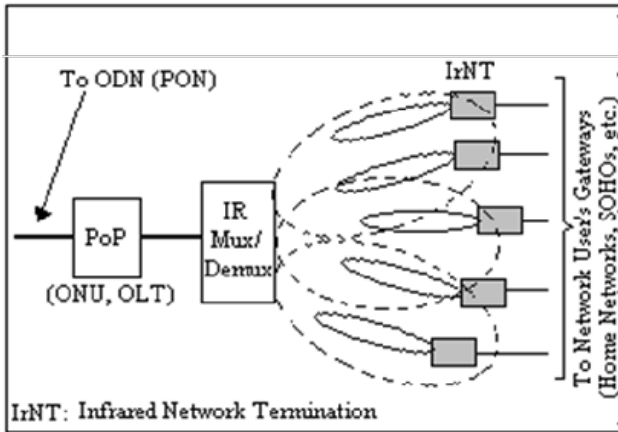 To ODN (PON)
IrNT
PoP
(ONU, OLT)
IR
Mux/
Demux
To Network User's Gateways
(Home Networks, SOHOs, etc.)
IrNT: Infrared Network Termination